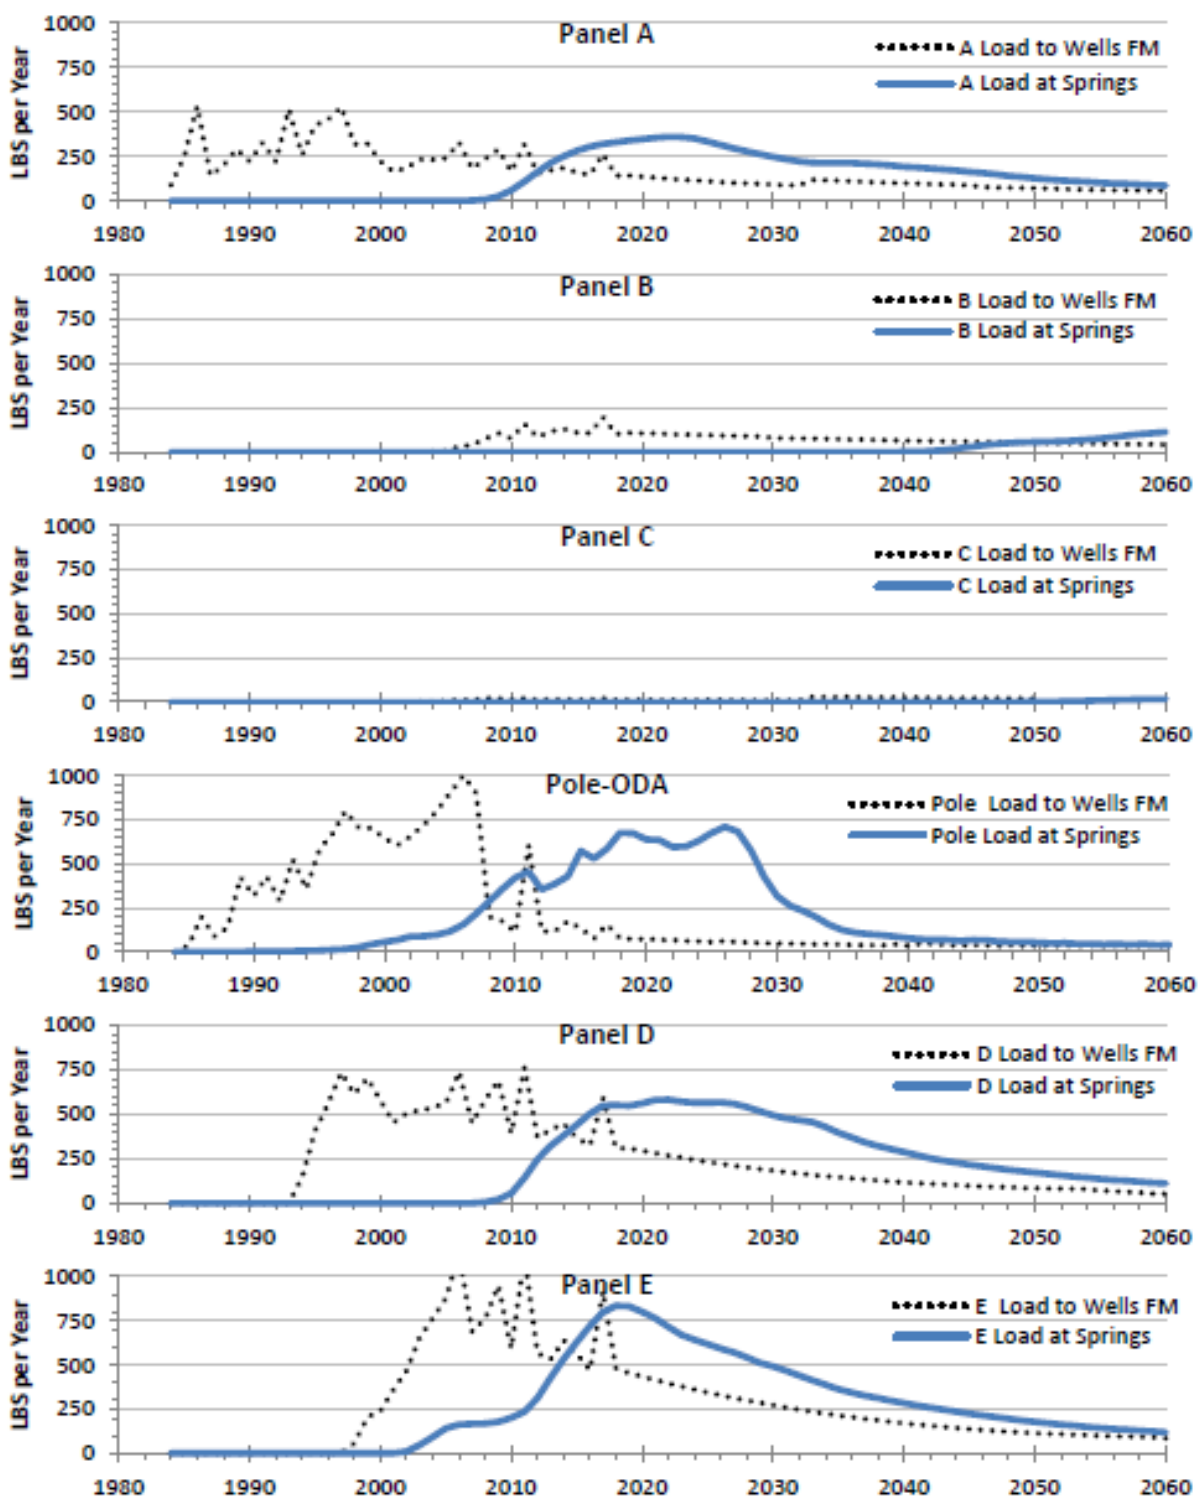 Panel A
LBS per Year
1000
750
500
250
0
A Load to Wells FM
A Load at Springs
1980 1990 2000 2010 2020 2030 2040 2050 2060
Panel B
LBS per Year
1000
750
500
250
0
B Load to Wells FM
B Load at Springs
1980 1990 2000 2010 2020 2030 2040 2050 2060
Panel C
LBS per Year
1000
750
500
250
0
C Load to Wells FM
C Load at Springs
1980 1990 2000 2010 2020 2030 2040 2050 2060
Pole-ODA
LBS per Year
1000
750
500
250
0
Pole Load to Wells FM
Pole Load at Springs
1980 1990 2000 2010 2020 2030 2040 2050 2060
Panel D
LBS per Year
1000
750
500
250
0
D Load to Wells FM
D Load at Springs
1980 1990 2000 2010 2020 2030 2040 2050 2060
Panel E
LBS per Year
1000
750
500
250
0
E Load to Wells FM
E Load at Springs
1980 1990 2000 2010 2020 2030 2040 2050 2060